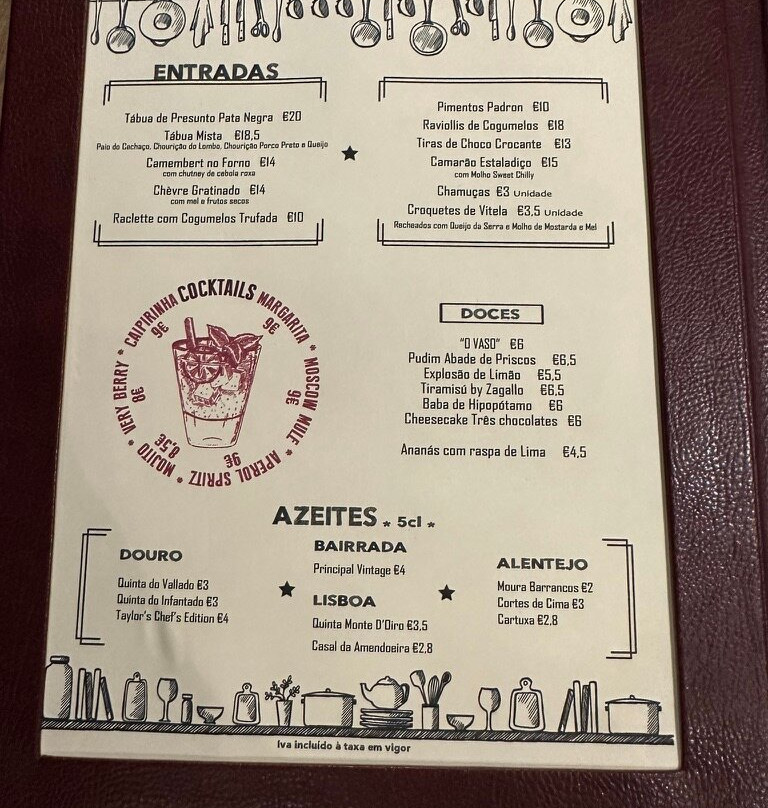 ENTRADAS
Tábua de Presunto Pata Negra €20
Tábua Mista €18,5
Paio do Cachaço, Chourição do Lombo, Chourição Porco Preto e Queijo
Camembert no Forno €14
com chutney de cebola roxa
Chèvre Gratinado €14
com mel e frutos secos
Raclette com Cogumelos Trufada €10
Pimentos Padron €10
Raviollis de Cogumelos €18
Tiras de Choco Crocante €13
Camarão Estaladiço €15
com Molho Sweet Chilly
Chamuças €3 Unidade
Croquetes de Vitela €3,5 Unidade
Recheados com Queijo da Serra e Molho de Mostarda e Mel
COCKTAILS
MARGARITA 9€
MOSCOW MULE 9€
APEROL SPRITZ 9€
MOJITO 8,5€
VERY BERRY 8€
CAIPIRINHA 9€
DOCES
"O VASO" €6
Pudim Abade de Priscos €6,5
Explosão de Limão €5,5
Tiramisú by Zagallo €6,5
Baba de Hipopótamo €6
Cheesecake Três chocolates €6
Ananás com raspa de Lima €4,5
AZEITES * 5cl *
DOURO
Quinta do Vallado €3
Quinta do Infantado €3
Taylor's Chef's Edition €4
BAIRRADA
Principal Vintage €4
LISBOA
Quinta Monte D'Oiro €3,5
Casal da Amendoeira €2,8
ALENTEJO
Moura Barrancos €2
Cortes de Cima €3
Cartuxa €2,8
Iva incluído à taxa em vigor